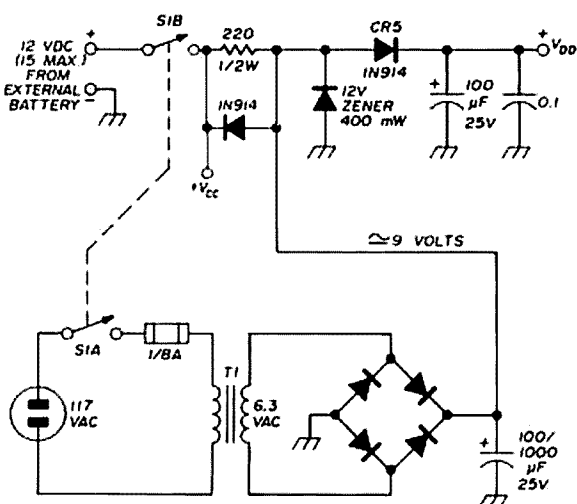 S1B
12 VDC
(15 MAX.)
FROM
EXTERNAL
BATTERY
+
−
220
1/2W
1N914
+VCC
12V
ZENER
400 mW
CR5
1N914
+
100
µF
25V
0.1
+
VDD
≃9 VOLTS
S1A
1/8A
117
VAC
T1
6.3
VAC
+
100/
1000
µF
25V